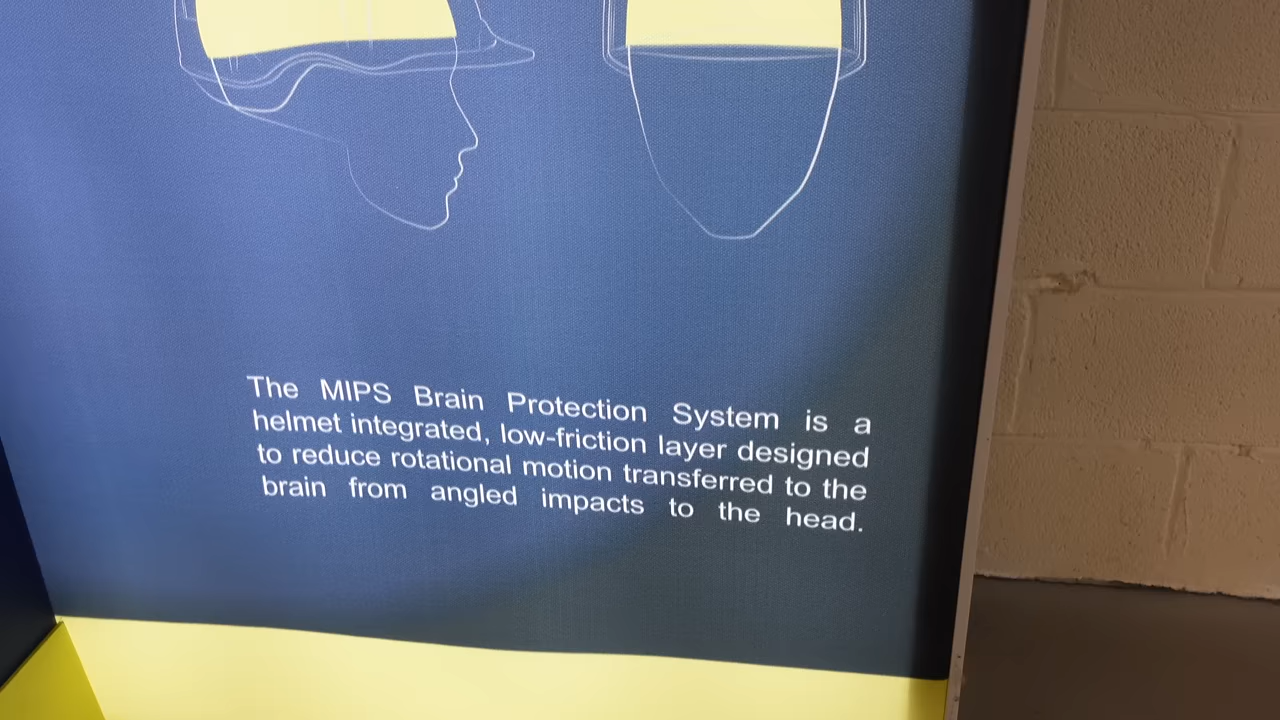 The MIPS Brain Protection System is a
helmet integrated, low-friction layer designed
to reduce rotational motion transferred to the
brain from angled impacts to the head.